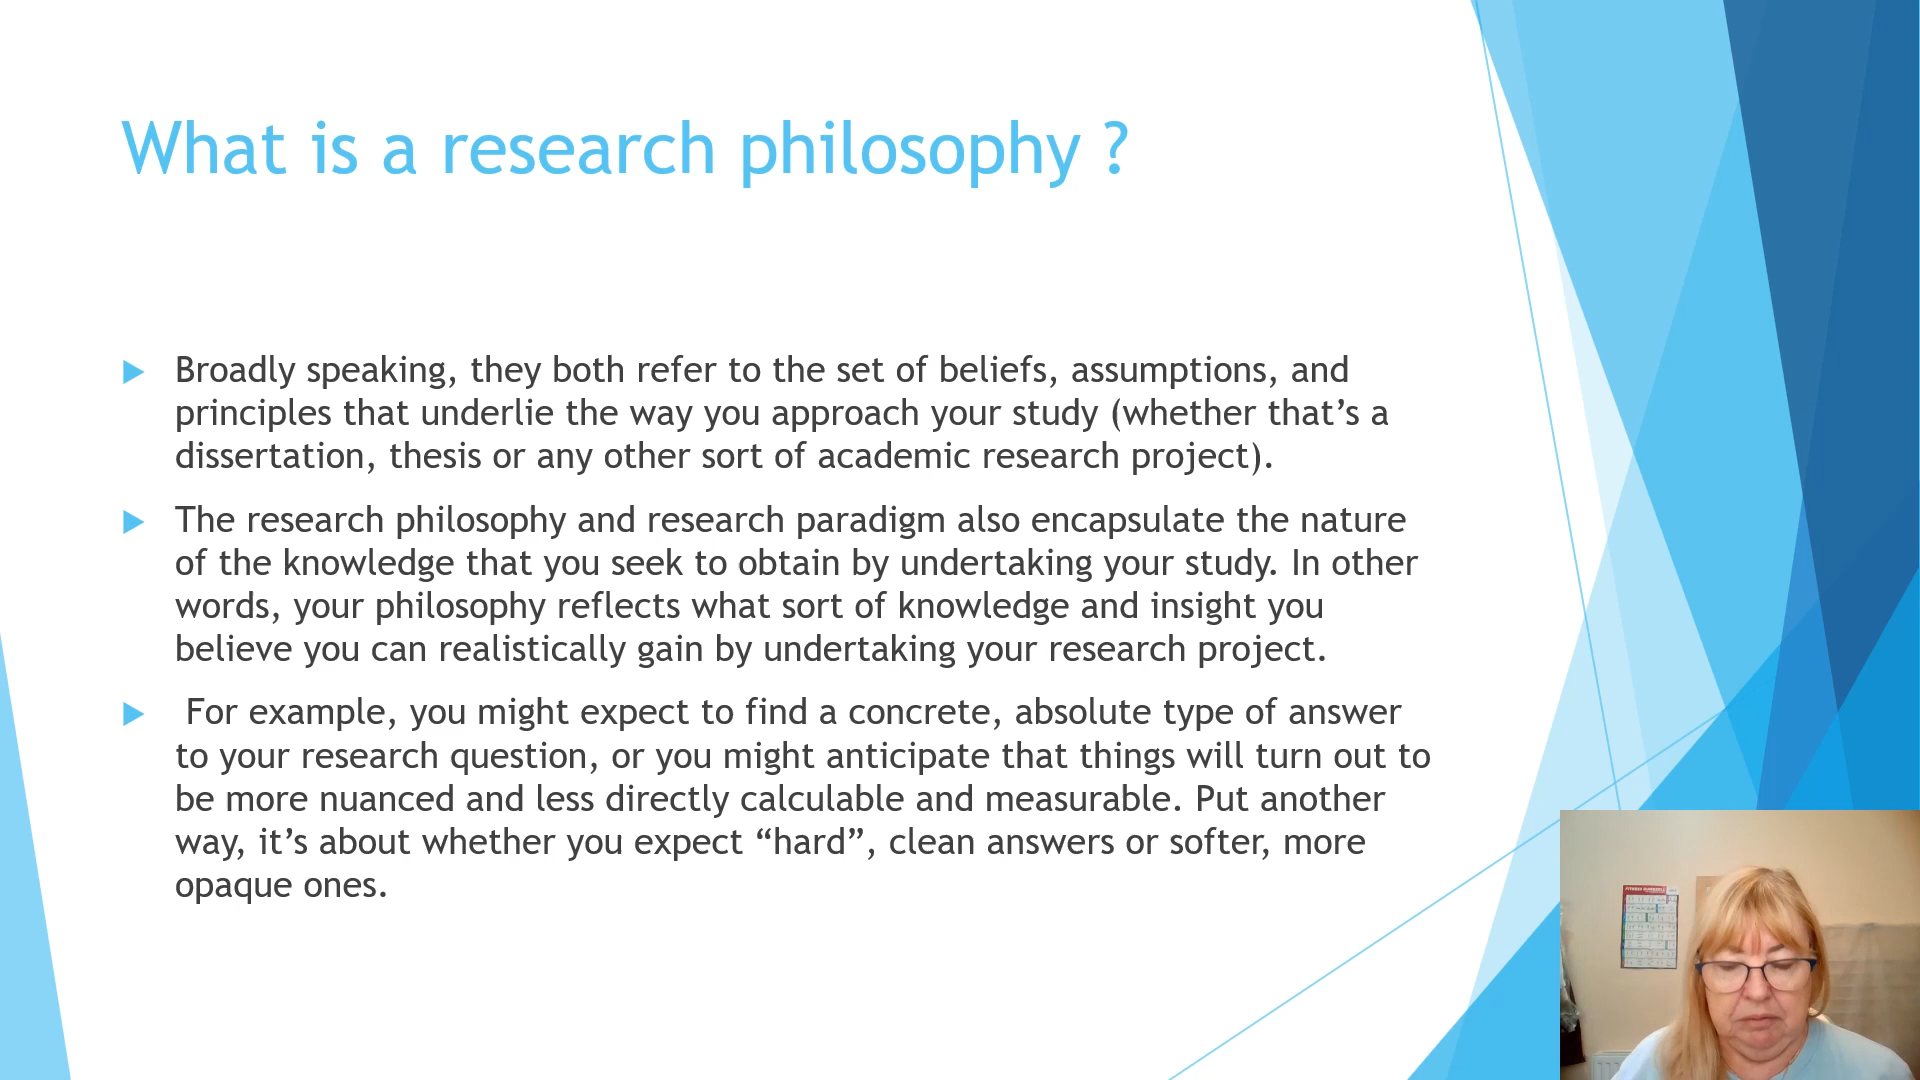 What is a research philosophy ?
Broadly speaking, they both refer to the set of beliefs, assumptions, and
principles that underlie the way you approach your study (whether that’s a
dissertation, thesis or any other sort of academic research project).
The research philosophy and research paradigm also encapsulate the nature
of the knowledge that you seek to obtain by undertaking your study. In other
words, your philosophy reflects what sort of knowledge and insight you
believe you can realistically gain by undertaking your research project.
For example, you might expect to find a concrete, absolute type of answer
to your research question, or you might anticipate that things will turn out to
be more nuanced and less directly calculable and measurable. Put another
way, it’s about whether you expect “hard”, clean answers or softer, more
opaque ones.